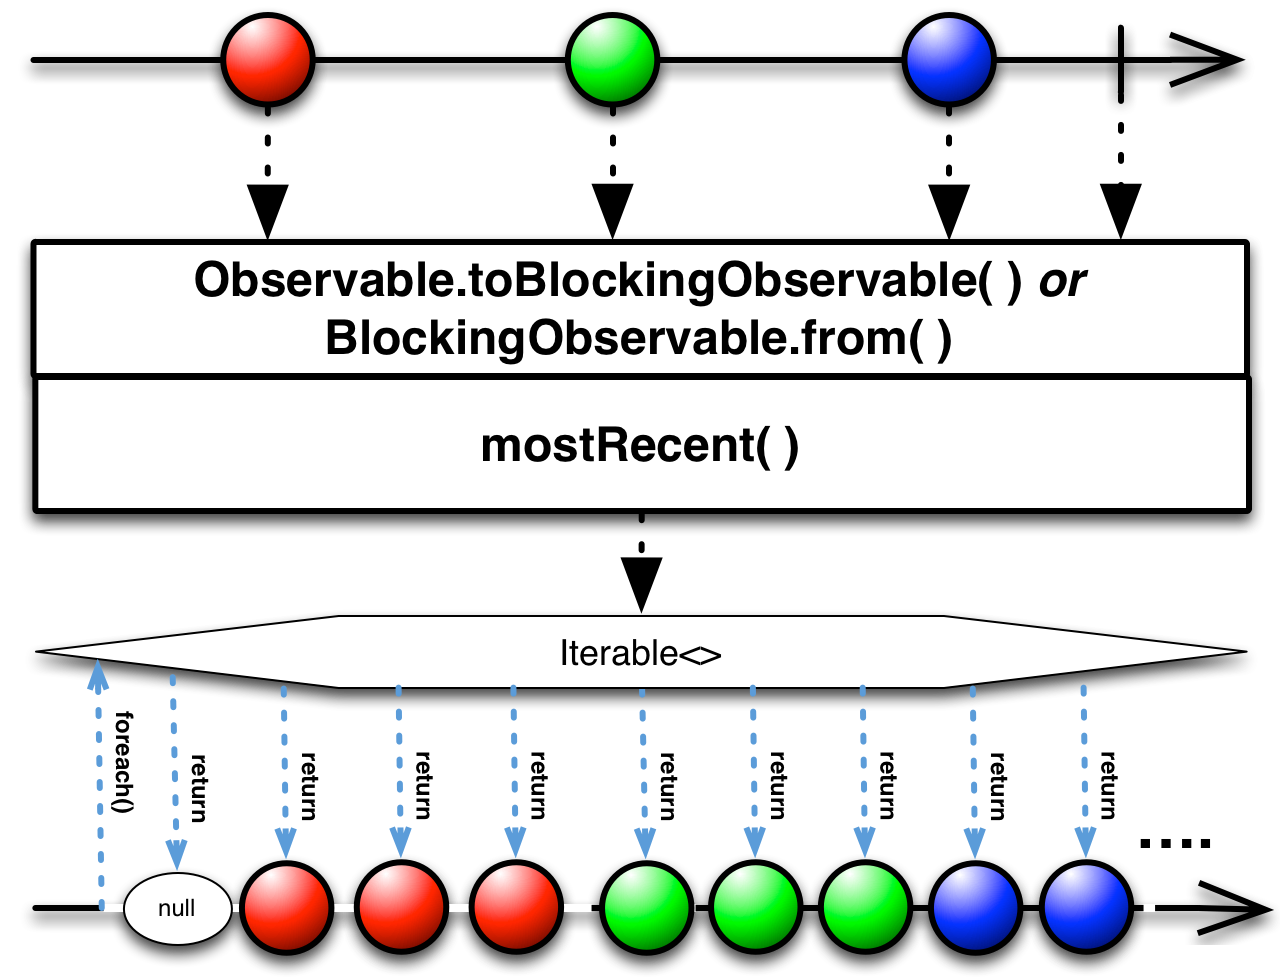 Observable.toBlockingObservable( ) or
BlockingObservable.from( )
mostRecent( )
Iterable<>
foreach()
return
return
return
return
return
return
return
return
return
null